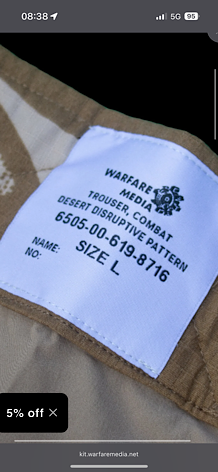 08:38
5G
95
WARFARE
MEDIA
TROUSER, COMBAT
DESERT DISRUPTIVE PATTERN
6505-00-619-8716
SIZE L
NAME:
NO:
5% off
kit.warfaremedia.net